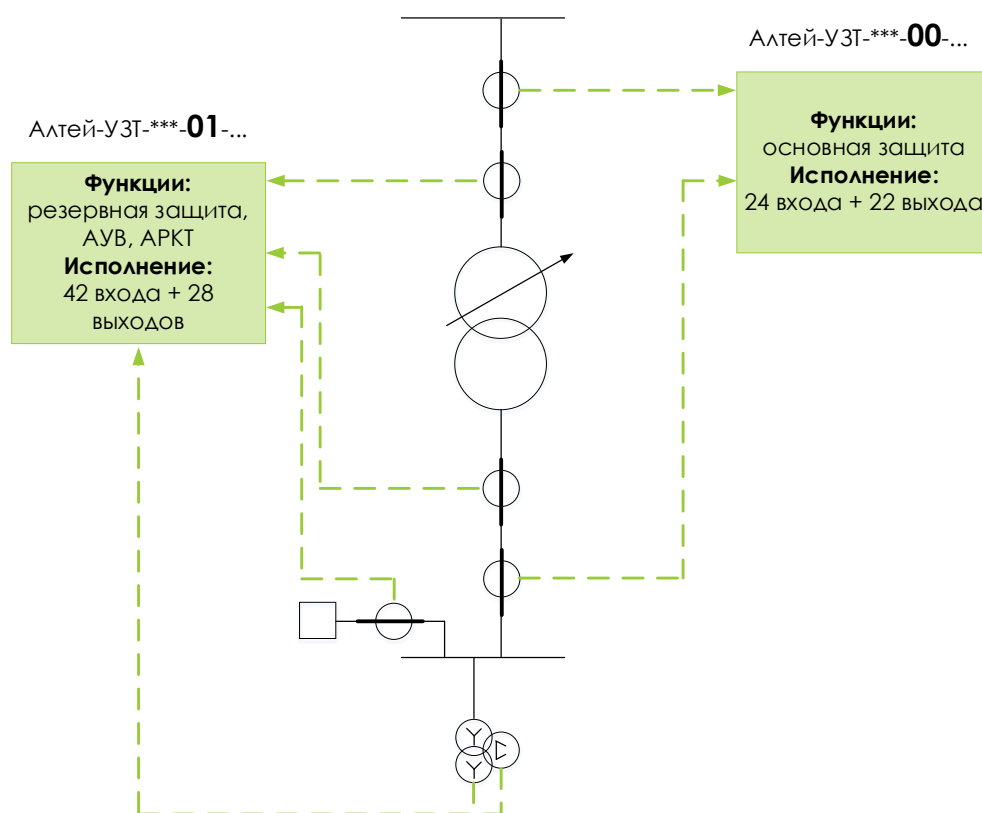 Алтей-УЗТ-***-00-...
Функции:
основная защита
Исполнение:
24 входа + 22 выхода
Алтей-УЗТ-***-01-...
Функции:
резервная защита,
АУВ, АРКТ
Исполнение:
42 входа + 28
выходов